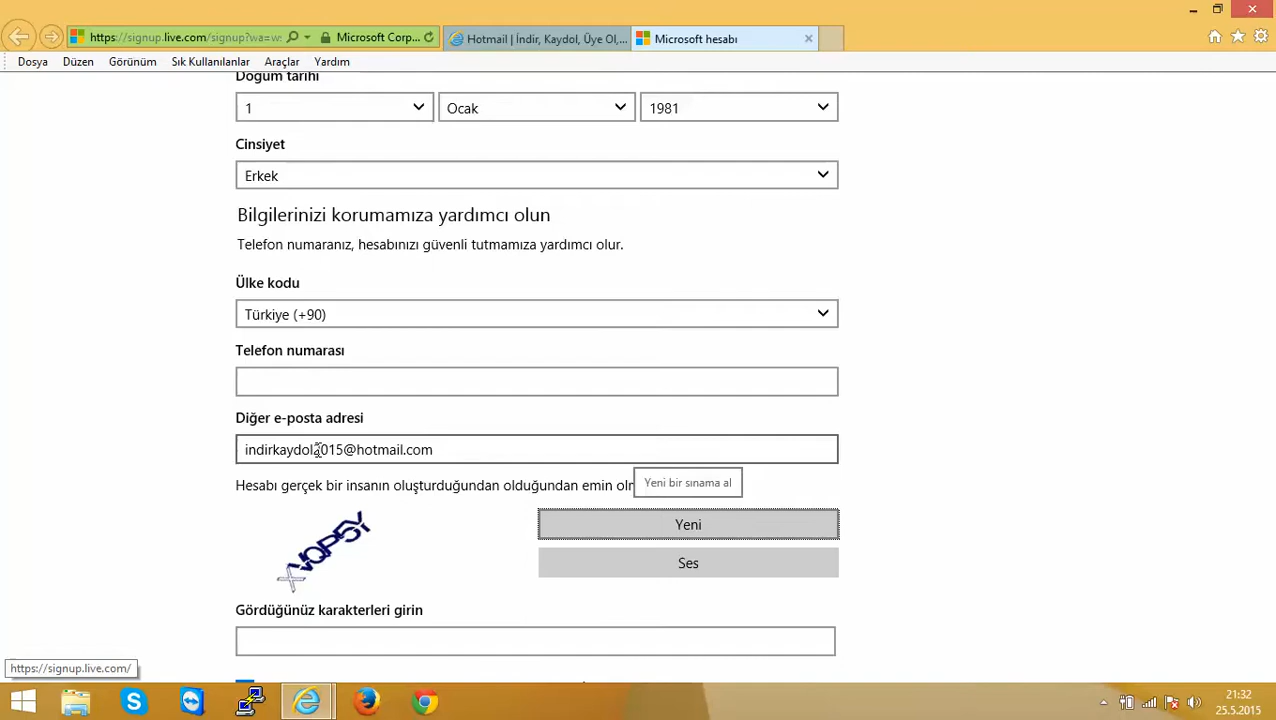 https://signup.live.com/signup?wa=w:
Microsoft Corp...
Hotmail | İndir, Kaydol, Üye Ol,...
Microsoft hesabı
Dosya
Düzen
Görünüm
Sık Kullanılanlar
Araçlar
Yardım
Doğum tarihi
1
Ocak
1981
Cinsiyet
Erkek
Bilgilerinizi korumamıza yardımcı olun
Telefon numaranız, hesabınızı güvenli tutmamıza yardımcı olur.
Ülke kodu
Türkiye (+90)
Telefon numarası
Diğer e-posta adresi
indirkaydol2015@hotmail.com
Yeni bir sınama al
Hesabı gerçek bir insanın oluşturduğundan olduğundan emin
Yeni
Ses
Gördüğünüz karakterleri girin
https://signup.live.com/
21:32
25.5.2015